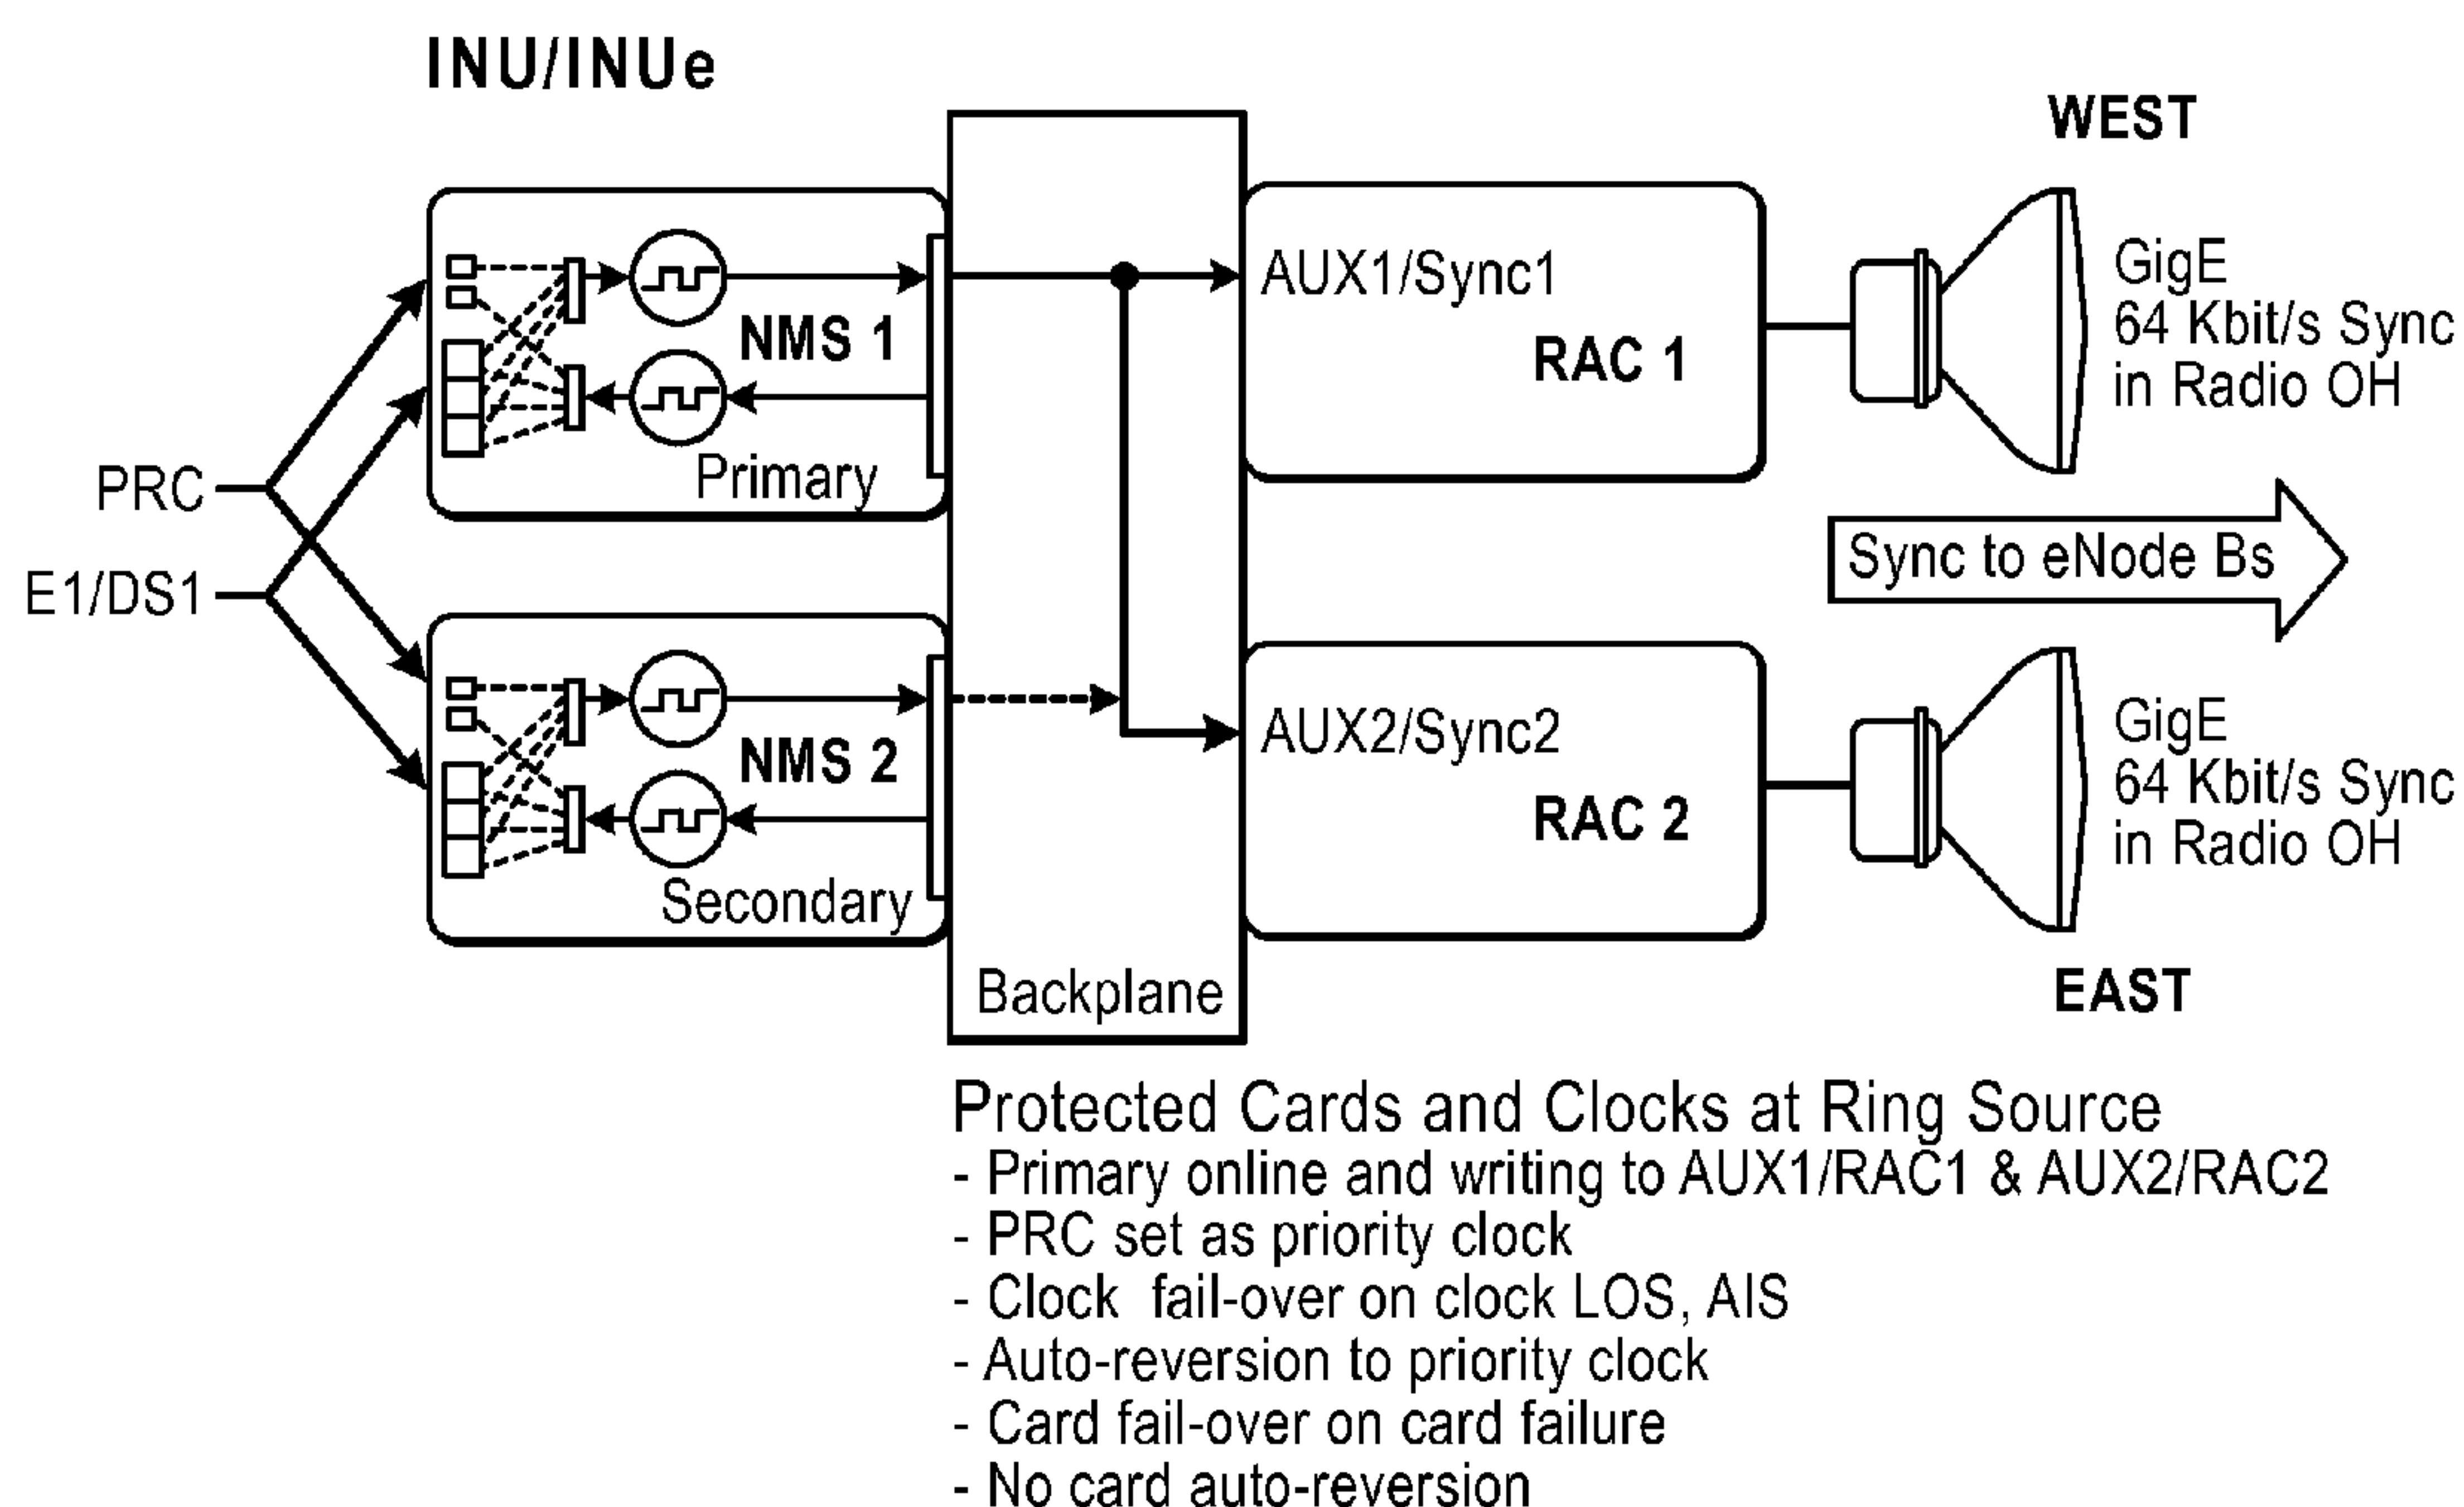 INU/INUe
WEST
NMS 1
Primary
AUX1/Sync1
RAC 1
GigE
64 Kbit/s Sync
in Radio OH
PRC
E1/DS1
Sync to eNode Bs
NMS 2
Secondary
Backplane
AUX2/Sync2
RAC 2
GigE
64 Kbit/s Sync
in Radio OH
EAST
Protected Cards and Clocks at Ring Source
- Primary online and writing to AUX1/RAC1 & AUX2/RAC2
- PRC set as priority clock
- Clock fail-over on clock LOS, AIS
- Auto-reversion to priority clock
- Card fail-over on card failure
- No card auto-reversion